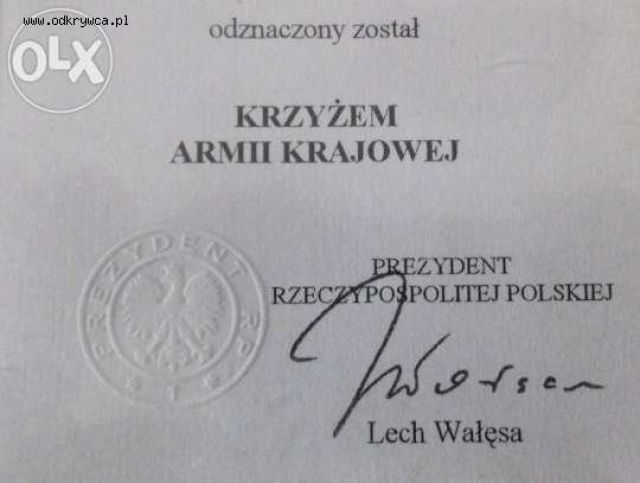 www.odkrywca.pl
OLX
odznaczony został
KRZYŻEM
ARMII KRAJOWEJ
PREZYDENT RP
PREZYDENT
RZECZYPOSPOLITEJ POLSKIEJ
Lech Wałęsa